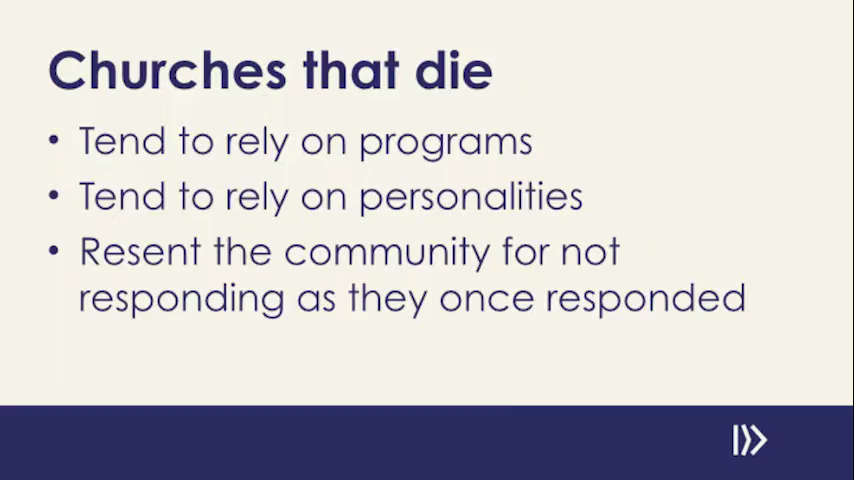 Churches that die
• Tend to rely on programs
• Tend to rely on personalities
• Resent the community for not
responding as they once responded